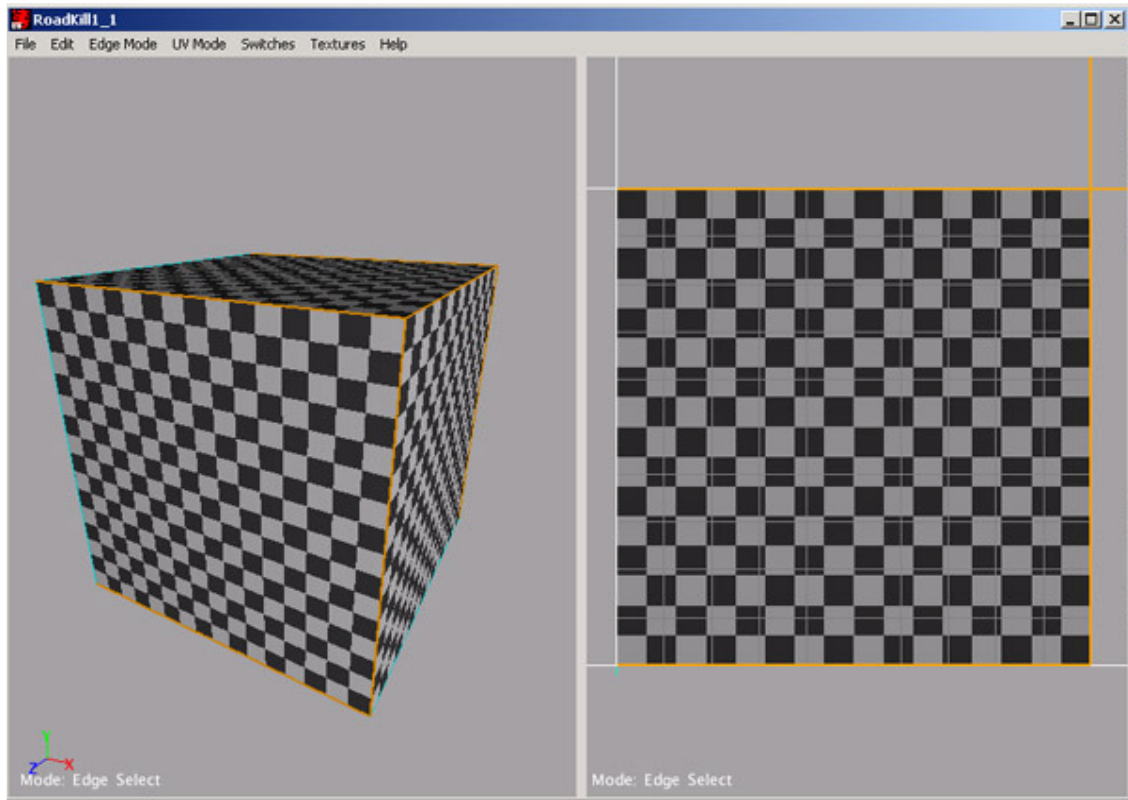 RoadKill1_1
File Edit Edge Mode UV Mode Switches Textures Help
Y
Z X
Mode: Edge Select
Mode: Edge Select